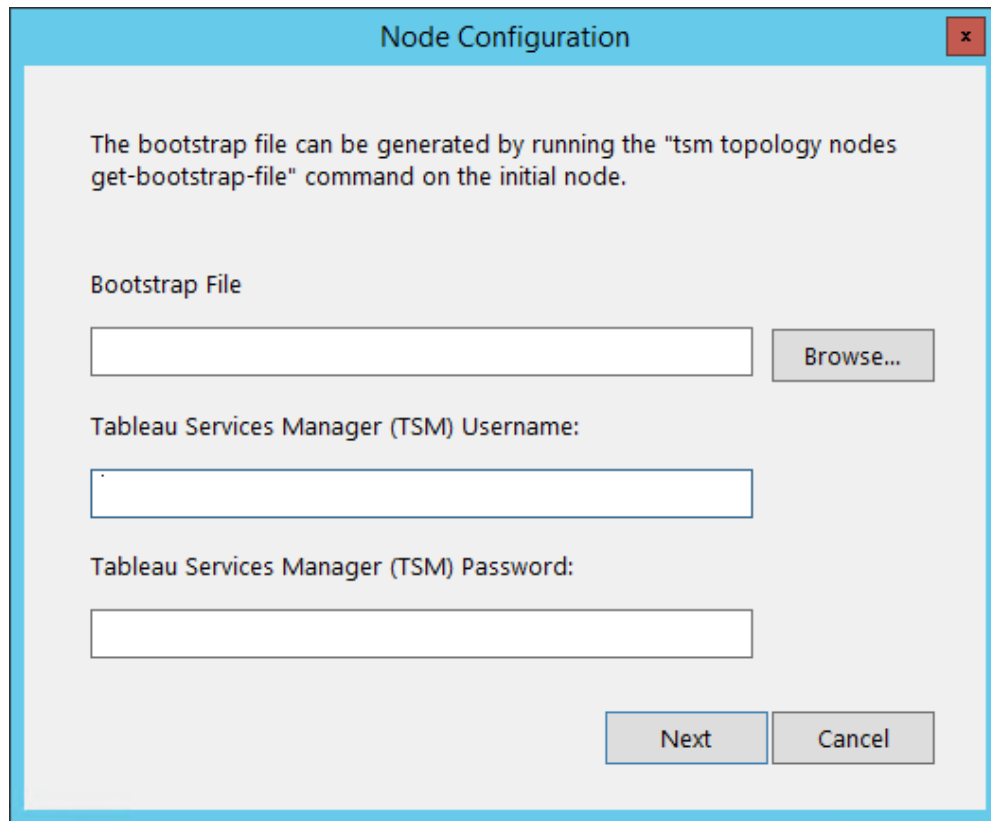 Node Configuration
x
The bootstrap file can be generated by running the "tsm topology nodes
get-bootstrap-file" command on the initial node.
Bootstrap File
Browse...
Tableau Services Manager (TSM) Username:
Tableau Services Manager (TSM) Password:
Next
Cancel